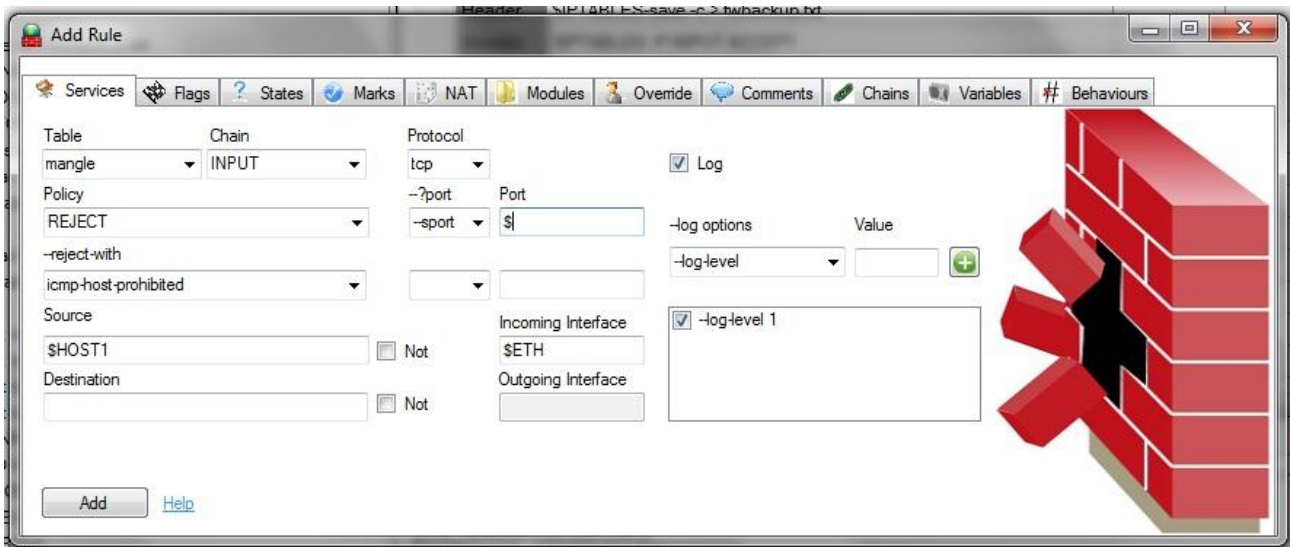 Header $IPTABLES-save -c > fwbackup.txt
Add Rule
Services Flags States Marks NAT Modules Override Comments Chains Variables Behaviours
Table Chain Protocol
mangle INPUT tcp Log
Policy --?port Port
REJECT --sport $ --log options Value
--reject-with --log-level
icmp-host-prohibited
Source Incoming Interface --log-level 1
$HOST1 Not $ETH
Destination Outgoing Interface
Not
Add Help